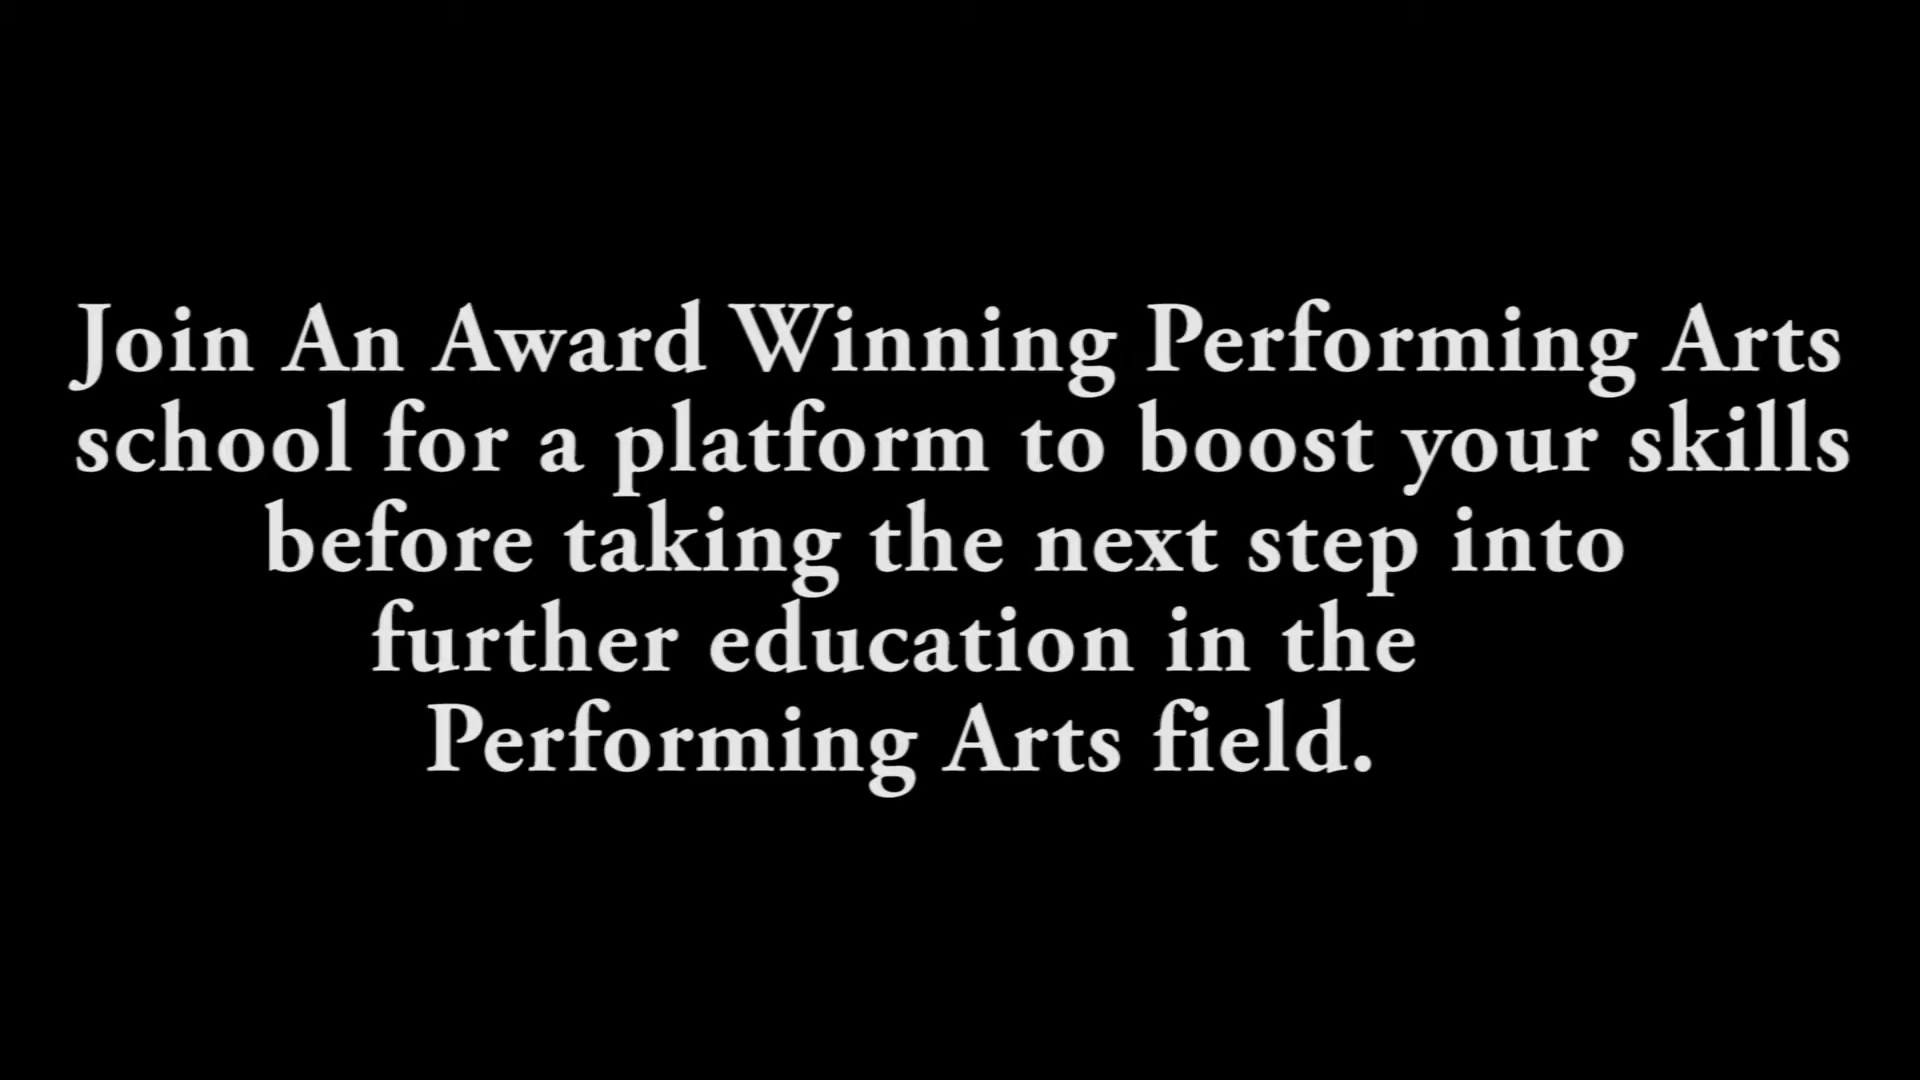 Join An Award Winning Performing Arts
school for a platform to boost your skills
before taking the next step into
further education in the
Performing Arts field.